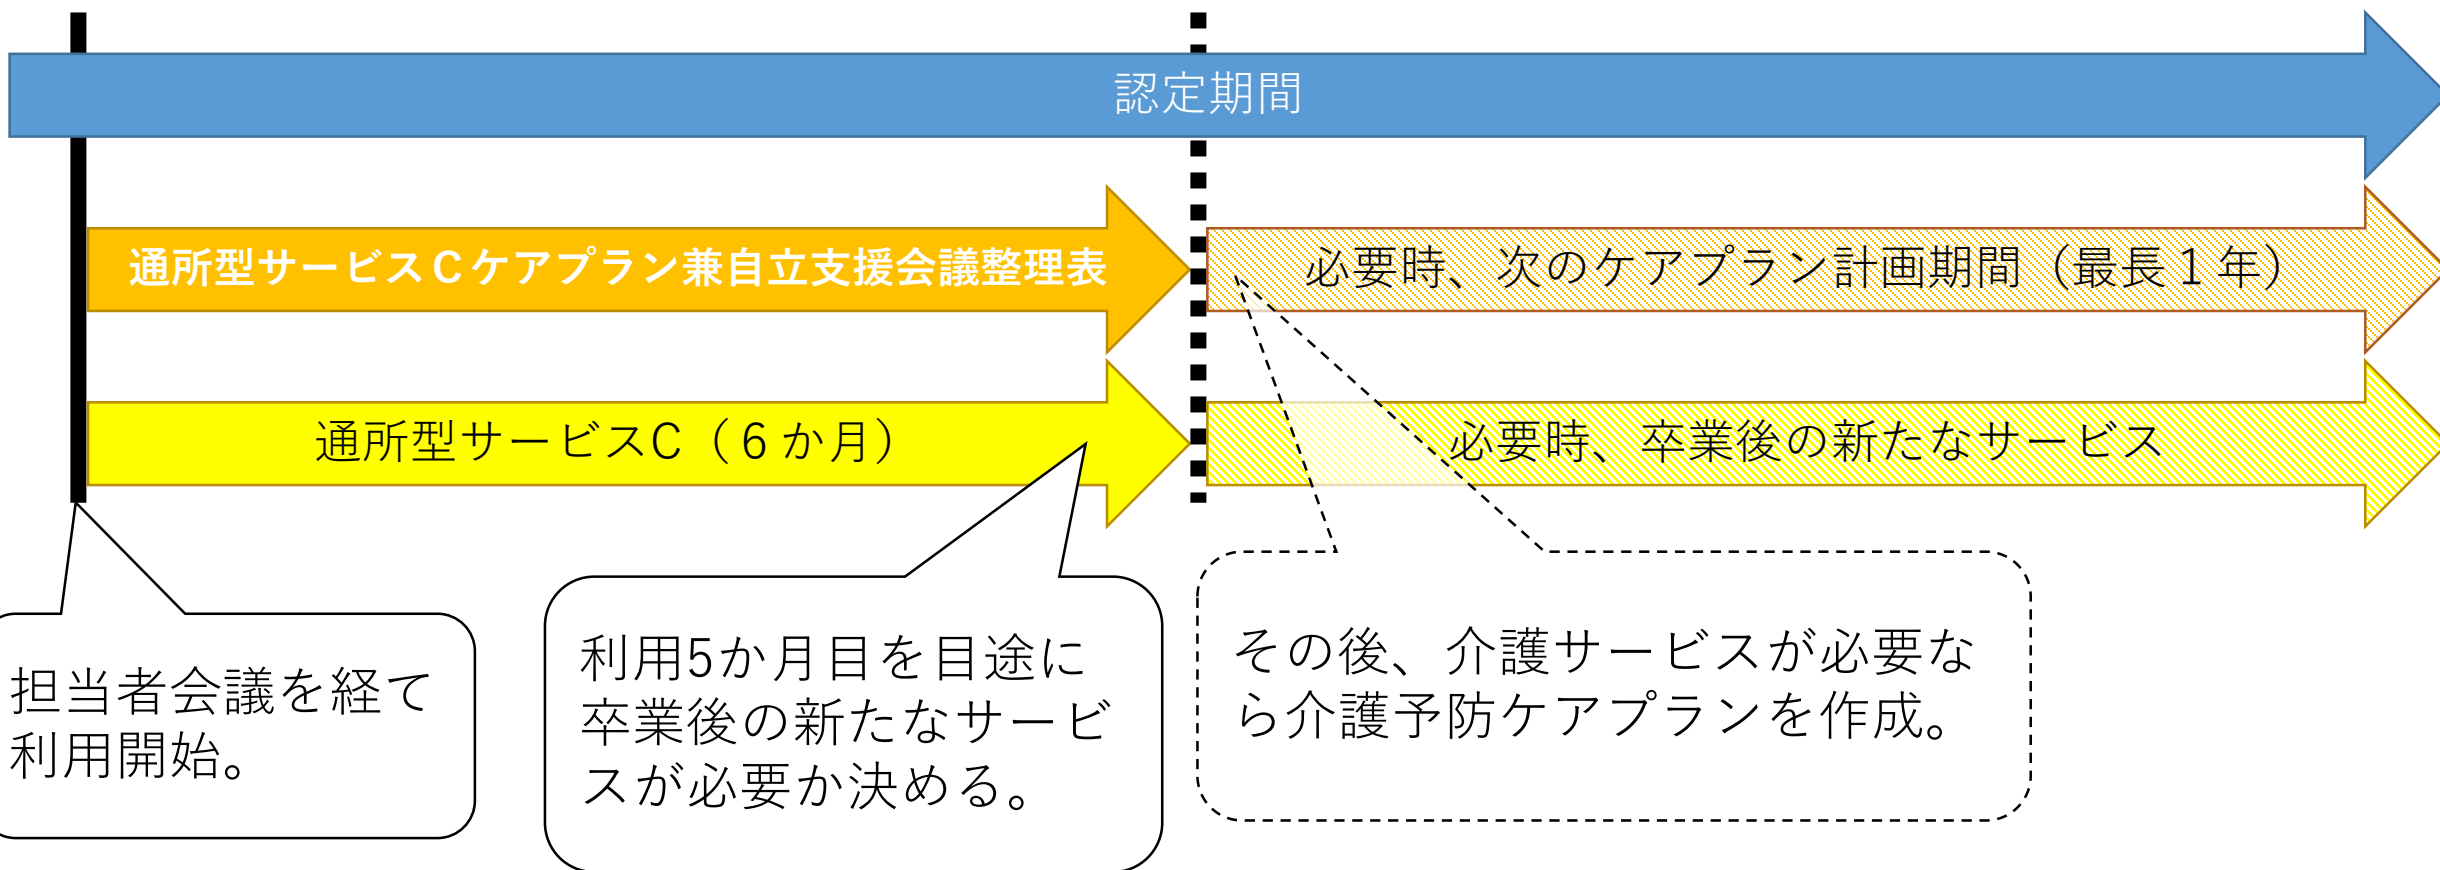 認定期間
通所型サービスCケアプラン兼自立支援会議整理表
必要時、次のケアプラン計画期間（最長１年）
通所型サービスC（６か月）
必要時、卒業後の新たなサービス
担当者会議を経て
利用開始。
利用5か月目を目途に
卒業後の新たなサービ
スが必要か決める。
その後、介護サービスが必要な
ら介護予防ケアプランを作成。